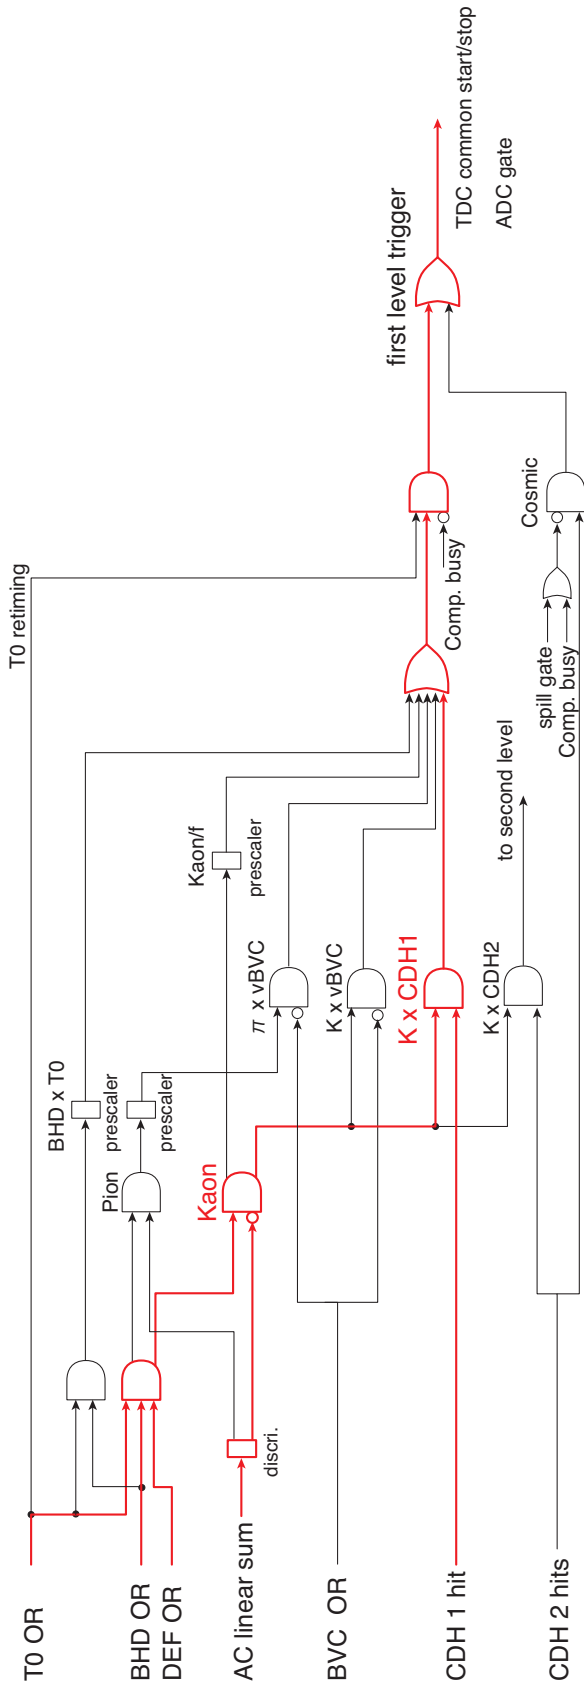 T0 OR
BHD OR
DEF OR
AC linear sum
BVC OR
CDH 1 hit
CDH 2 hits
discri.
BHD x T0
prescaler
Pion
prescaler
Kaon
Kaon/f
prescaler
π x vBVC
K x vBVC
K x CDH1
K x CDH2
to second level
T0 retiming
Comp. busy
spill gate
Comp. busy
Cosmic
first level trigger
TDC common start/stop
ADC gate